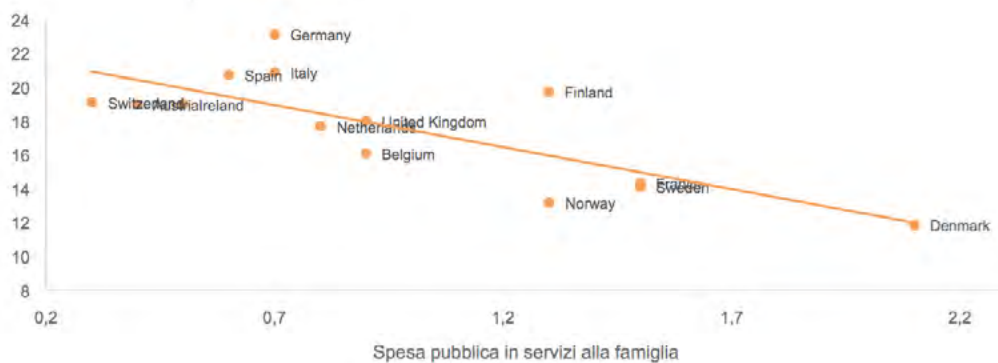 24
22
20
18
16
14
12
10
8
Germany
Spain
Italy
Switzerland
Austria
Ireland
Finland
United Kingdom
Netherlands
Belgium
France
Sweden
Norway
Denmark
0,2
0,7
1,2
1,7
2,2
Spesa pubblica in servizi alla famiglia